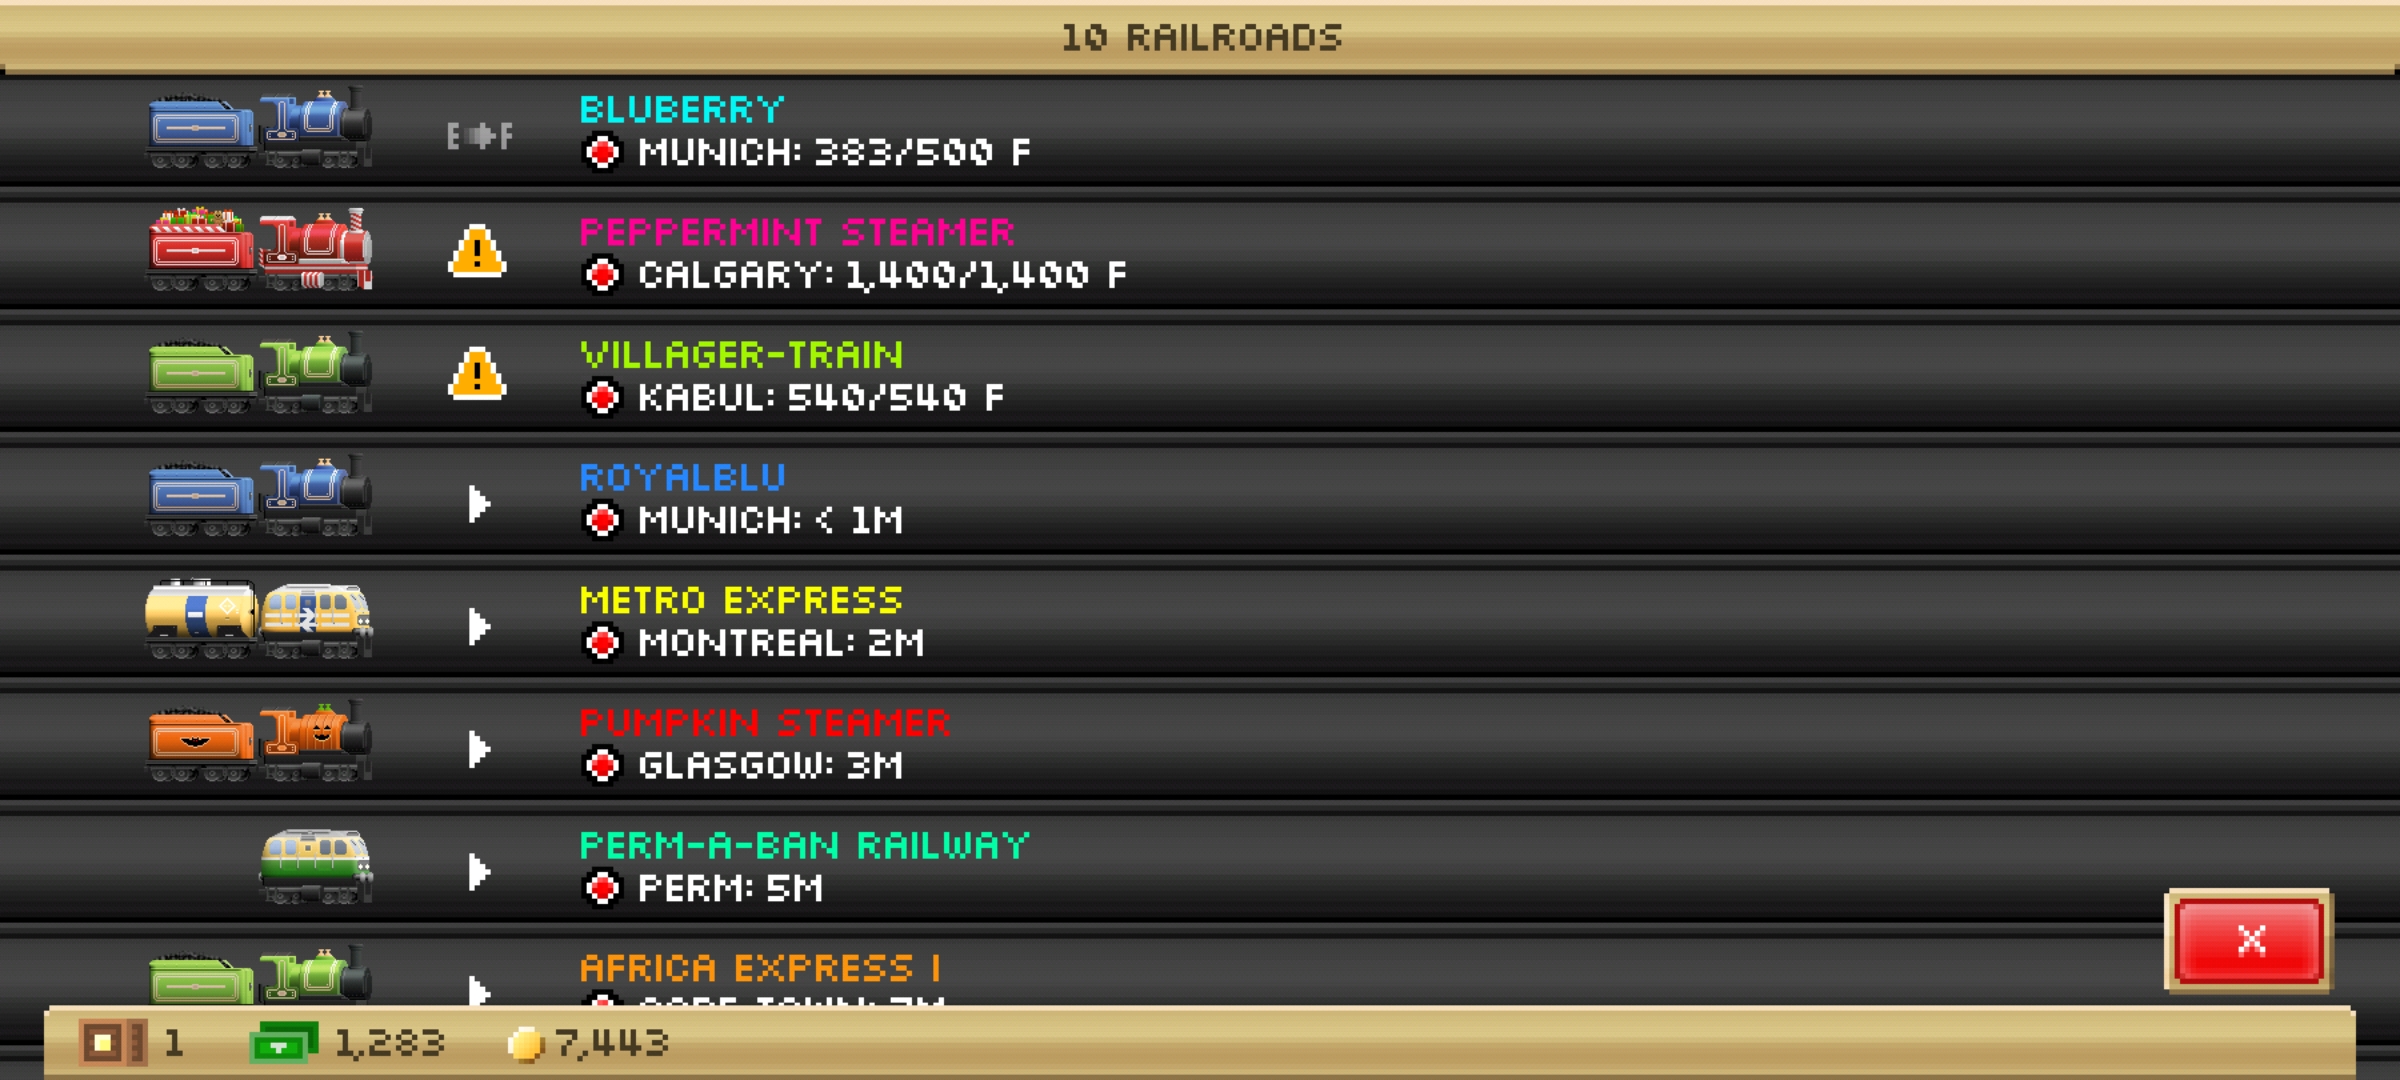 10 RAILROADS
BLUBERRY
E F
MUNICH: 383/500 F
PEPPERMINT STEAMER
CALGARY: 1,400/1,400 F
VILLAGER-TRAIN
KABUL: 540/540 F
ROYALBLU
MUNICH: < 1M
METRO EXPRESS
MONTREAL: 2M
PUMPKIN STEAMER
GLASGOW: 3M
PERM-A-BAN RAILWAY
PERM: 5M
AFRICA EXPRESS I
X
1 1,283 7,443